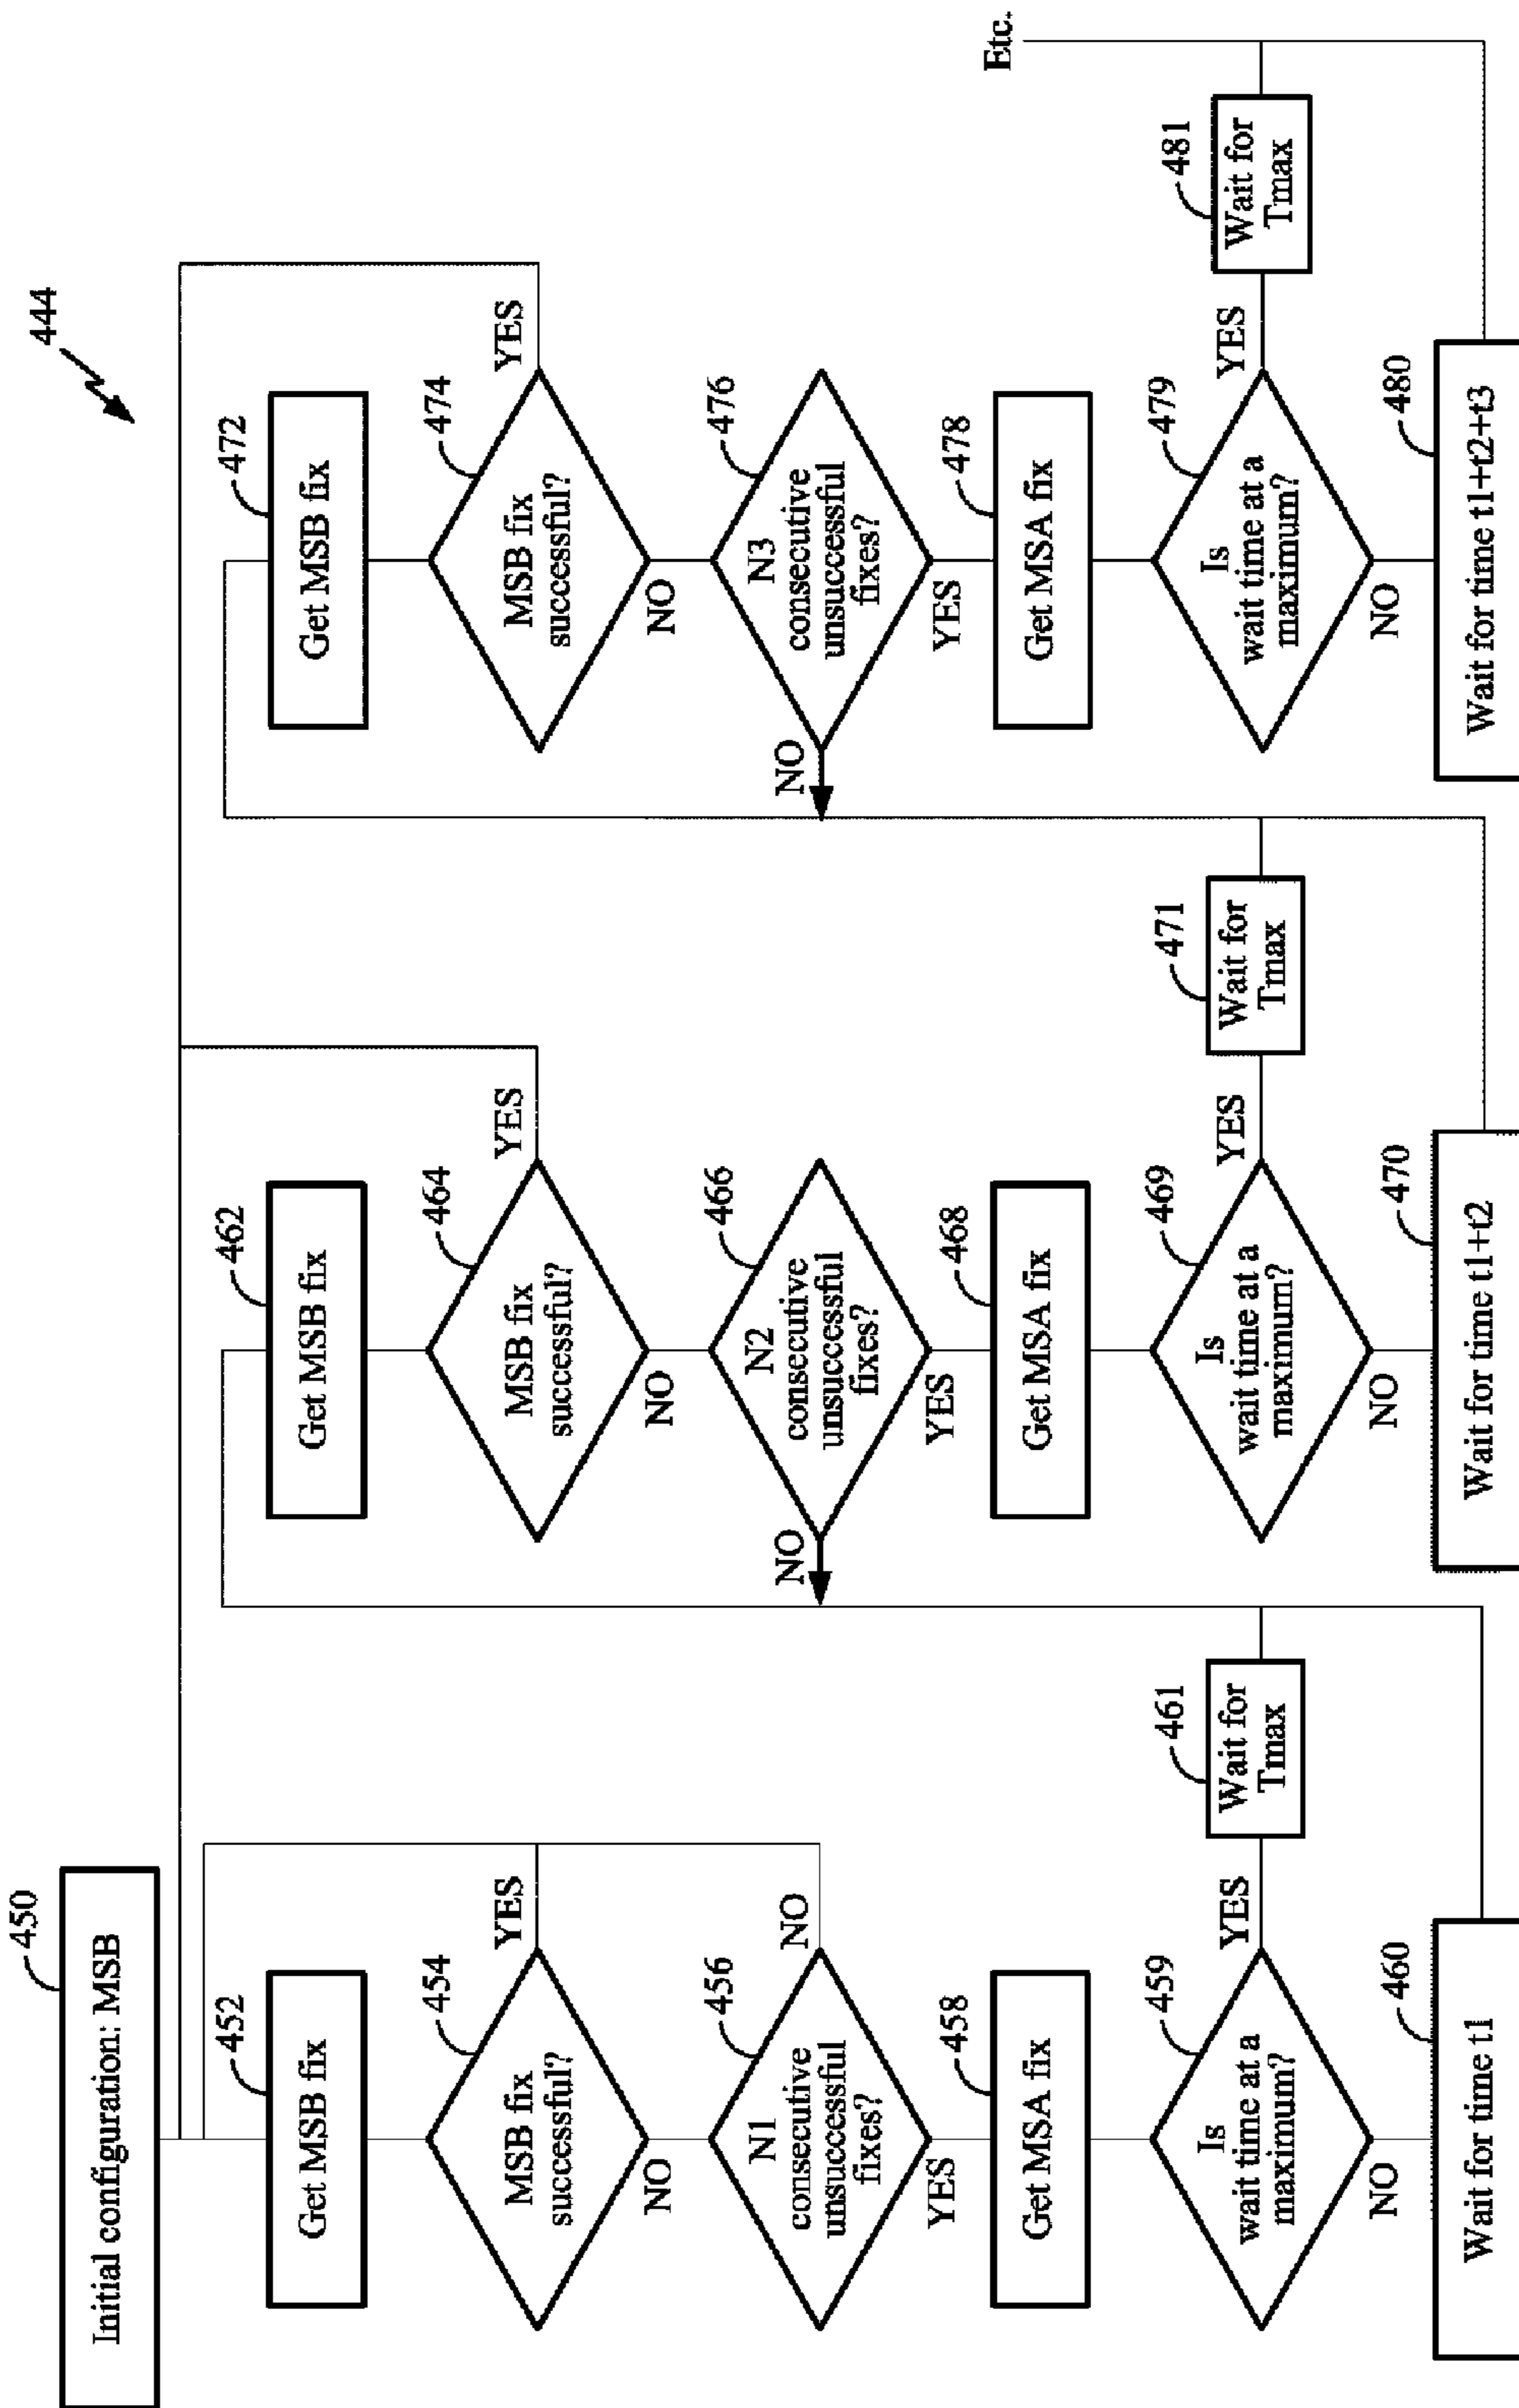 444
450
Initial configuration: MSB
452
Get MSB fix
454
MSB fix
successful?
YES
NO
456
N1
consecutive
unsuccessful
fixes?
NO
YES
458
Get MSA fix
459
Is
wait time at a
maximum?
YES
NO
461
Wait for
Tmax
460
Wait for time t1
462
Get MSB fix
464
MSB fix
successful?
YES
NO
466
N2
consecutive
unsuccessful
fixes?
NO
YES
468
Get MSA fix
469
Is
wait time at a
maximum?
YES
NO
471
Wait for
Tmax
470
Wait for time t1+t2
472
Get MSB fix
474
MSB fix
successful?
YES
NO
476
N3
consecutive
unsuccessful
fixes?
NO
YES
478
Get MSA fix
479
Is
wait time at a
maximum?
YES
NO
481
Wait for
Tmax
480
Wait for time t1+t2+t3
Etc.